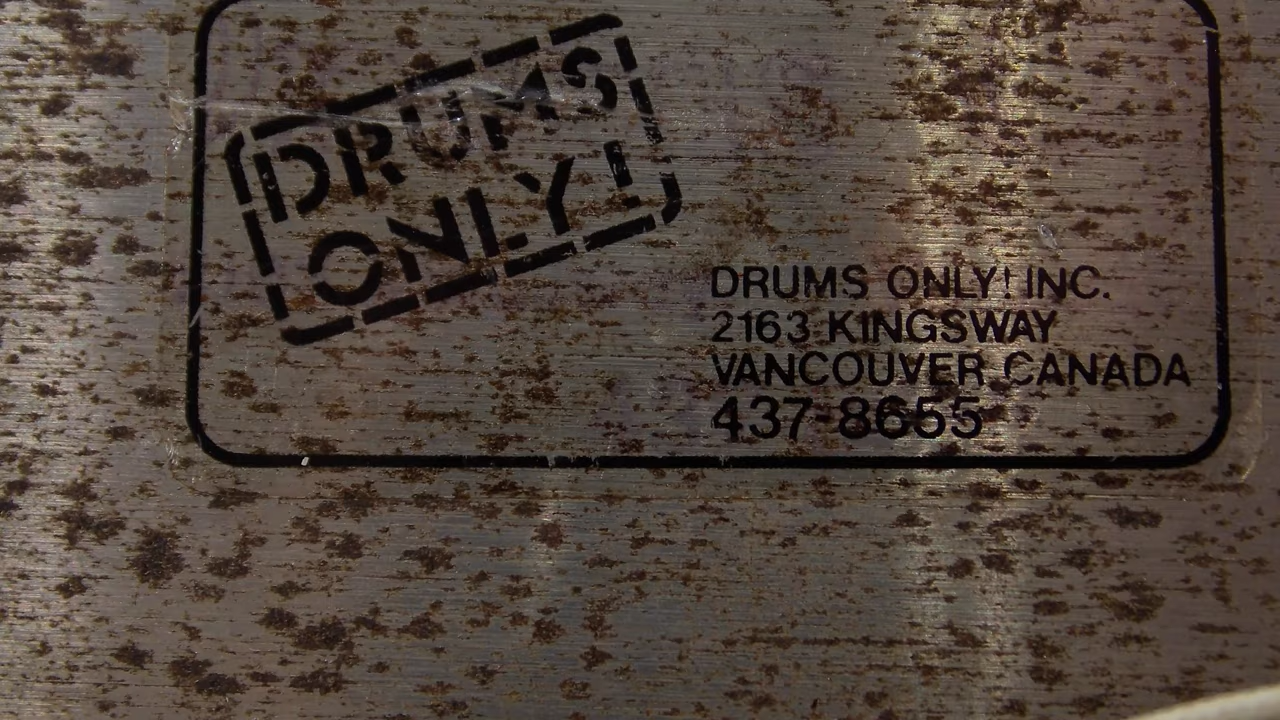 DRUMS
ONLY!
DRUMS ONLY! INC.
2163 KINGSWAY
VANCOUVER CANADA
437-8655